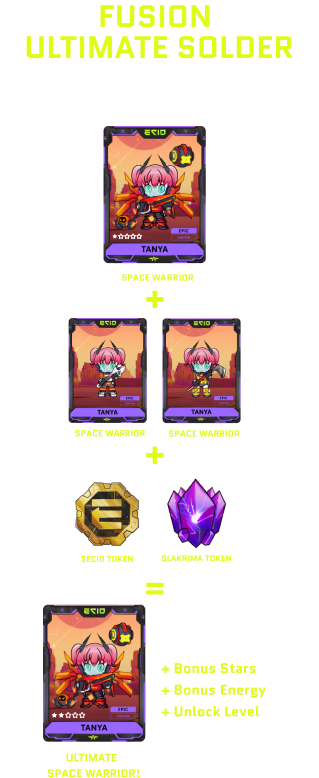 FUSION
ULTIMATE SOLDER
ECIO
EPIC
TANYA
SPACE WARRIOR
+
ECIO ECIO
EPIC EPIC
TANYA TANYA
SPACE WARRIOR SPACE WARRIOR
+
$ECIO TOKEN $LAKRIMA TOKEN
=
ECIO
EPIC
TANYA
+ Bonus Stars
+ Bonus Energy
+ Unlock Level
ULTIMATE
SPACE WARRIOR!